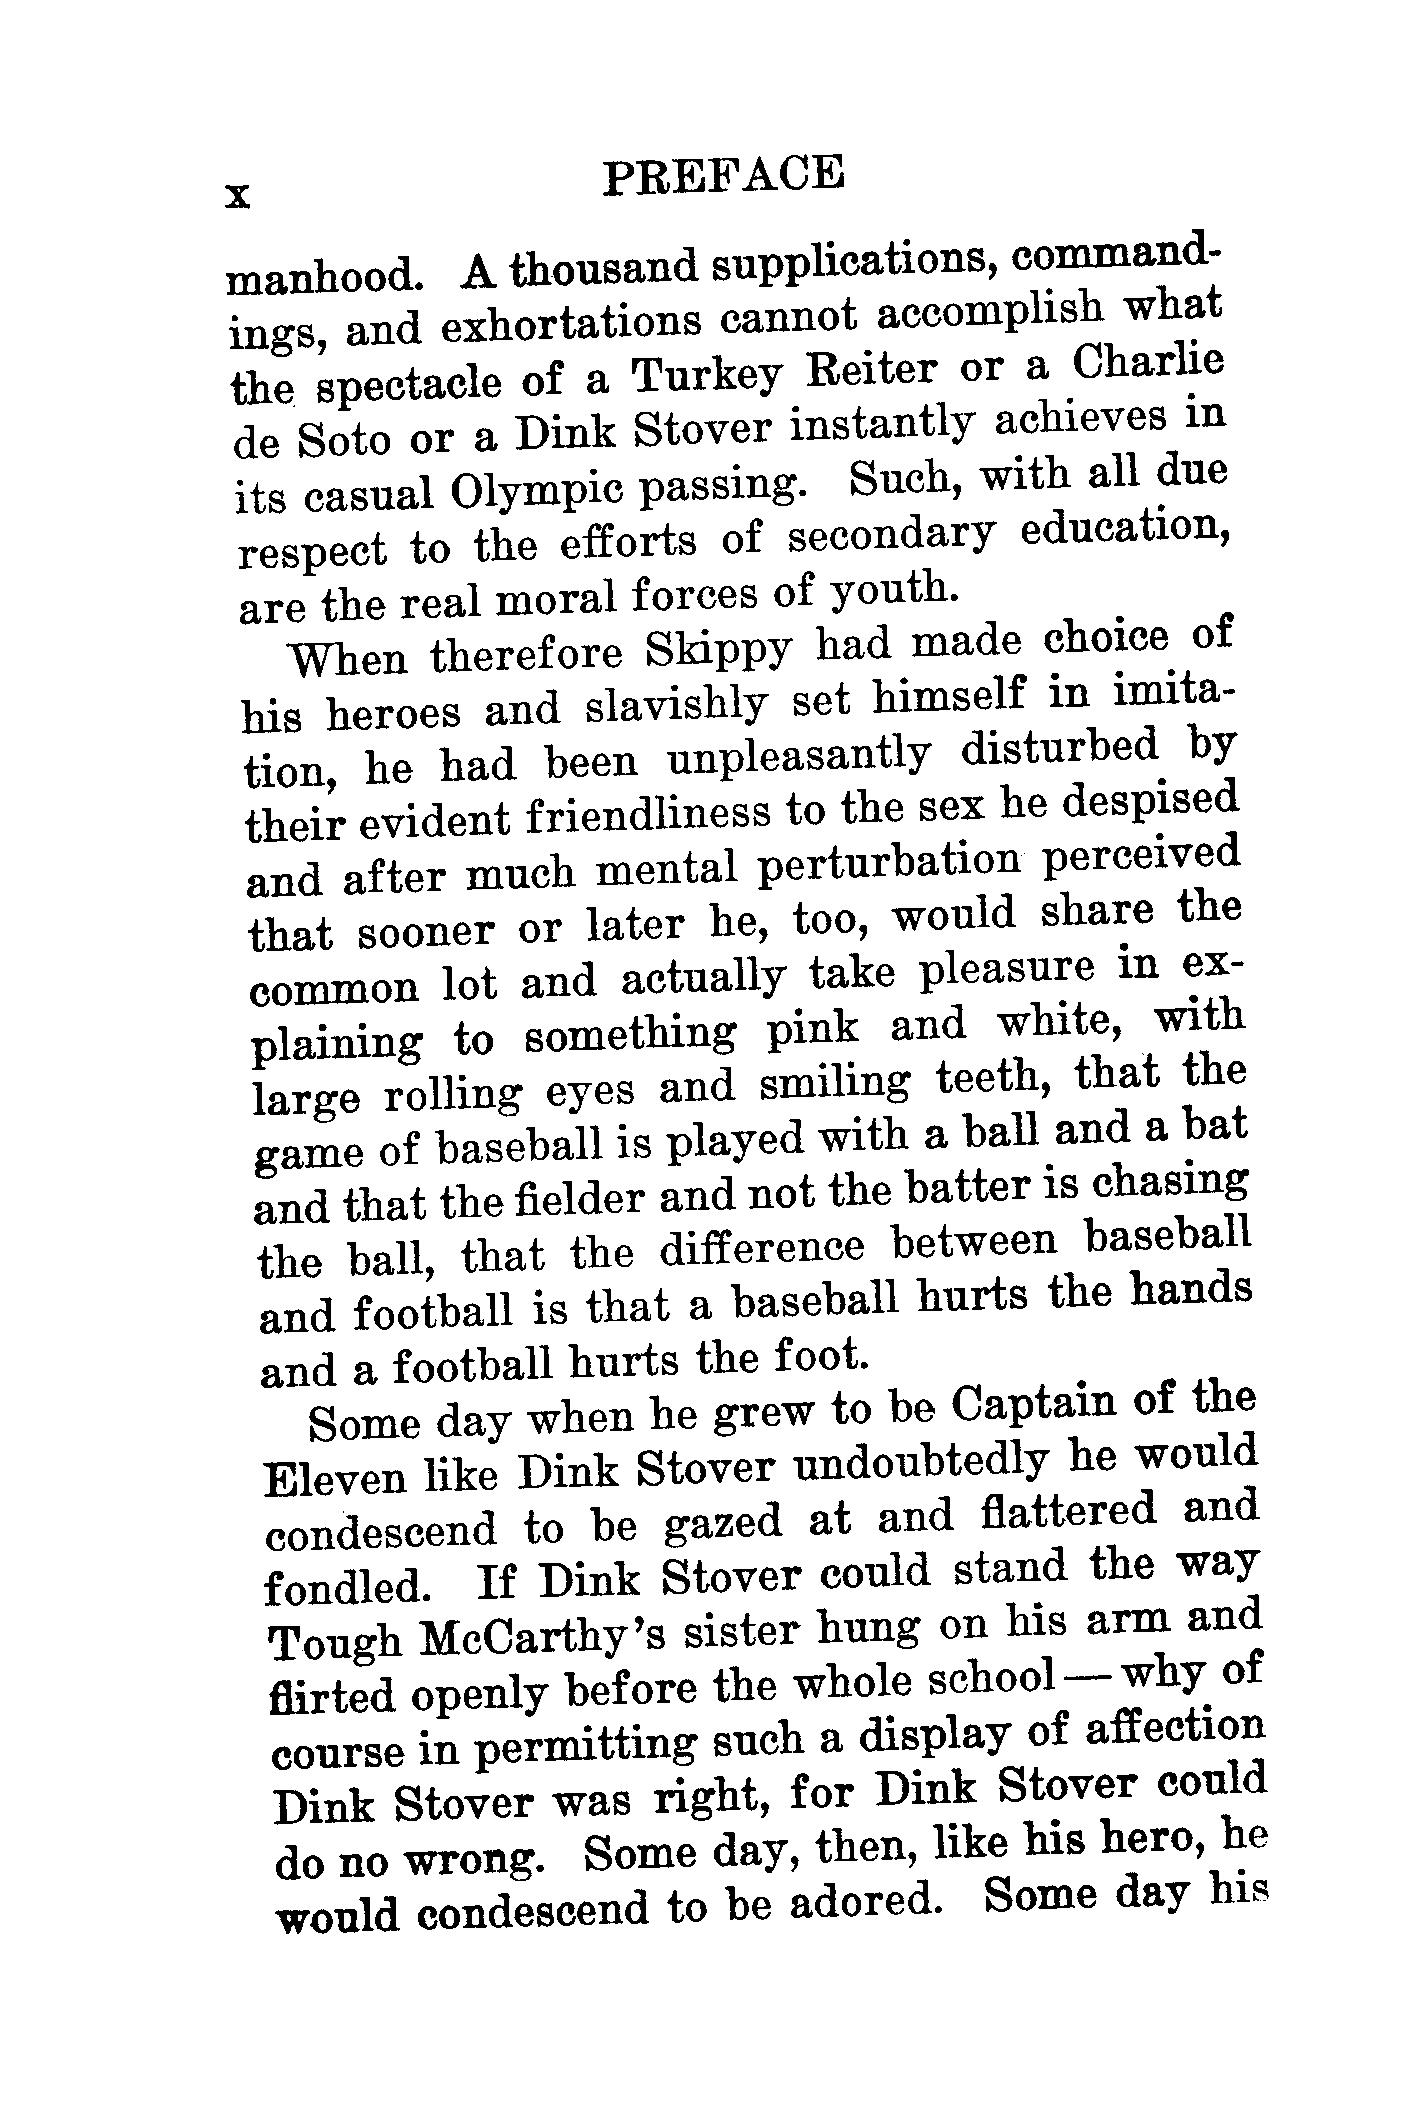 x PREFACE
manhood. A thousand supplications, command-
ings, and exhortations cannot accomplish what
the spectacle of a Turkey Reiter or a Charlie
de Soto or a Dink Stover instantly achieves in
its casual Olympic passing. Such, with all due
respect to the efforts of secondary education,
are the real moral forces of youth.
When therefore Skippy had made choice of
his heroes and slavishly set himself in imita-
tion, he had been unpleasantly disturbed by
their evident friendliness to the sex he despised
and after much mental perturbation perceived
that sooner or later he, too, would share the
common lot and actually take pleasure in ex-
plaining to something pink and white, with
large rolling eyes and smiling teeth, that the
game of baseball is played with a ball and a bat
and that the fielder and not the batter is chasing
the ball, that the difference between baseball
and football is that a baseball hurts the hands
and a football hurts the foot.
Some day when he grew to be Captain of the
Eleven like Dink Stover undoubtedly he would
condescend to be gazed at and flattered and
fondled. If Dink Stover could stand the way
Tough McCarthy's sister hung on his arm and
flirted openly before the whole school—why of
course in permitting such a display of affection
Dink Stover was right, for Dink Stover could
do no wrong. Some day, then, like his hero, he
would condescend to be adored. Some day his